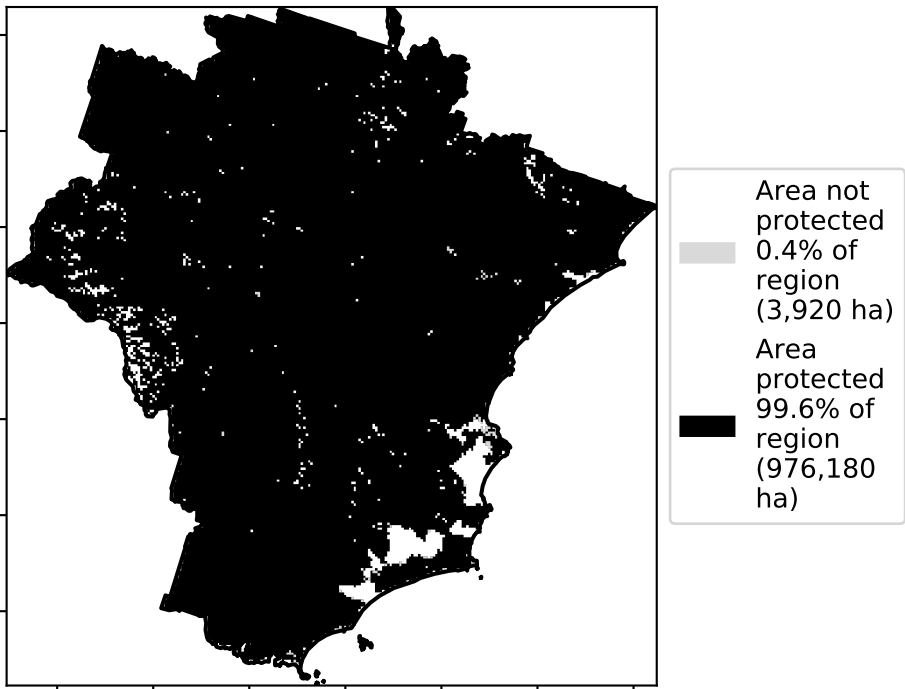 Area not
protected
0.4% of
region
(3,920 ha)
Area
protected
99.6% of
region
(976,180
ha)